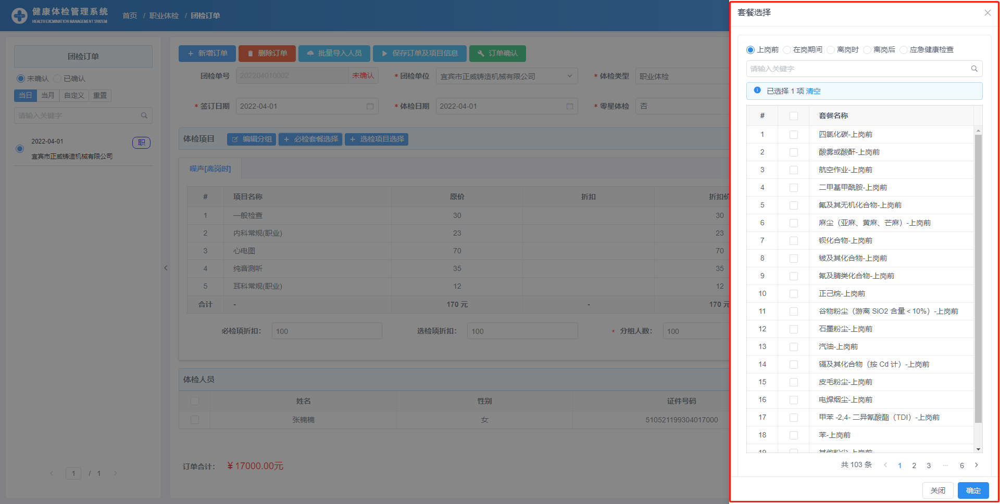 健康体检管理系统
HEALTH EXCMINATION MANAGEMENT SYATEM
首页 / 职业体检 / 团检订单
团检订单
未确认 已确认
当日 当月 自定义 重置
请输入关键字
2022-04-01
职
宜宾市正威铸造机械有限公司
< 1 / 1 >
新增订单 删除订单 批量导入人员 保存订单及项目信息 订单确认
团检单号 202204010002 未确认 * 团检单位 宜宾市正威铸造机械有限公司 * 体检类型 职业体检
* 签订日期 2022-04-01 * 体检日期 2022-04-01 * 零星体检 否
体检项目 编辑分组 + 必检套餐选择 + 选检项目选择
噪声[离岗时]
# 项目名称 原价 折扣 折扣价
1 一般检查 30 30
2 内科常规(职业) 23 23
3 心电图 70 70
4 纯音测听 35 35
5 耳科常规(职业) 12 12
合计 - 170 元 - 170 元
必检项折扣: 100 选检项折扣: 100 * 分组人数: 100
体检人员
姓名 性别 证件号码
张楠楠 女 510521199304017000
订单合计: ¥ 17000.00元
套餐选择
上岗前 在岗期间 离岗时 离岗后 应急健康检查
请输入关键字
已选择 1 项 清空
# 套餐名称
1 四氯化碳-上岗前
2 酸雾或酸酐-上岗前
3 航空作业-上岗前
4 二甲基甲酰胺-上岗前
5 氟及其无机化合物-上岗前
6 麻尘（亚麻、黄麻、苎麻）-上岗前
7 钡化合物-上岗前
8 铍及其化合物-上岗前
9 氰及腈类化合物-上岗前
10 正己烷-上岗前
11 谷物粉尘（游离 SiO2 含量＜10%）-上岗前
12 石墨粉尘-上岗前
13 汽油-上岗前
14 镉及其化合物（按 Cd 计）-上岗前
15 皮毛粉尘-上岗前
16 电焊烟尘-上岗前
17 甲苯 -2,4- 二异氰酸酯（TDI）-上岗前
18 苯-上岗前
19 其他粉尘-上岗前
共 103 条 < 1 2 3 ··· 6 >
关闭 确定